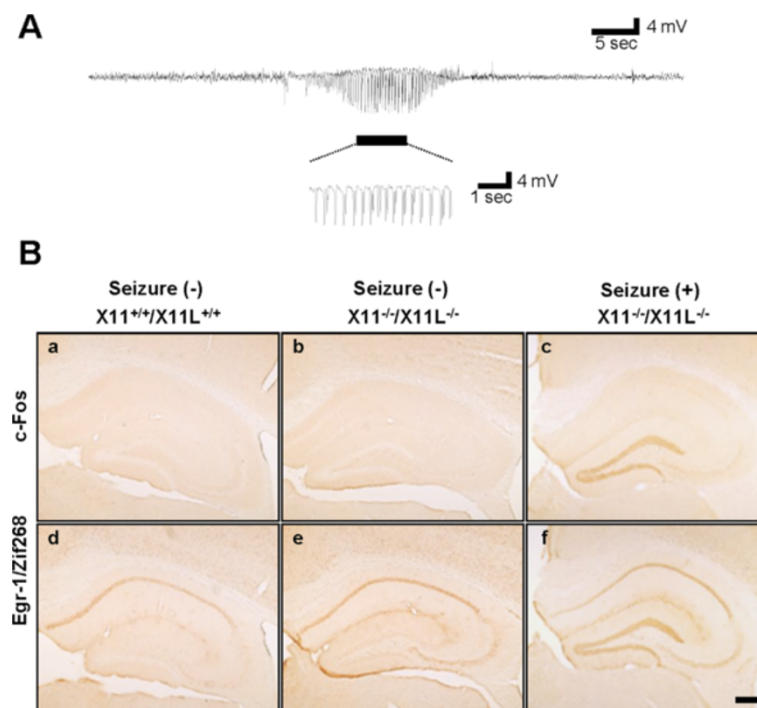 A
4 mV
5 sec
4 mV
1 sec
B
Seizure (-)
X11+/+/X11L+/+
Seizure (-)
X11-/-/X11L-/-
Seizure (+)
X11-/-/X11L-/-
c-Fos
a
b
c
Egr-1/Zif268
d
e
f